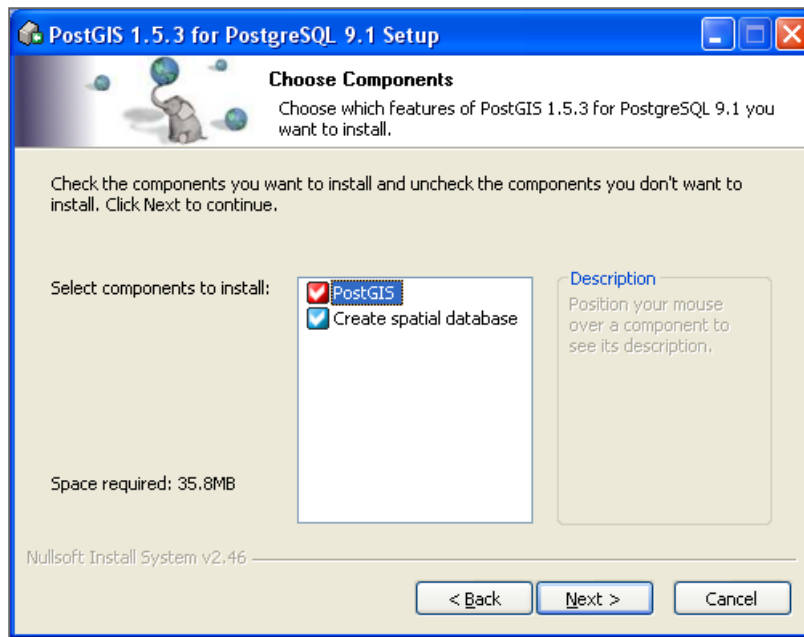 PostGIS 1.5.3 for PostgreSQL 9.1 Setup
Choose Components
Choose which features of PostGIS 1.5.3 for PostgreSQL 9.1 you
want to install.
Check the components you want to install and uncheck the components you don't want to
install. Click Next to continue.
Select components to install:
PostGIS
Create spatial database
Description
Position your mouse
over a component to
see its description.
Space required: 35.8MB
Nullsoft Install System v2.46
< Back
Next >
Cancel